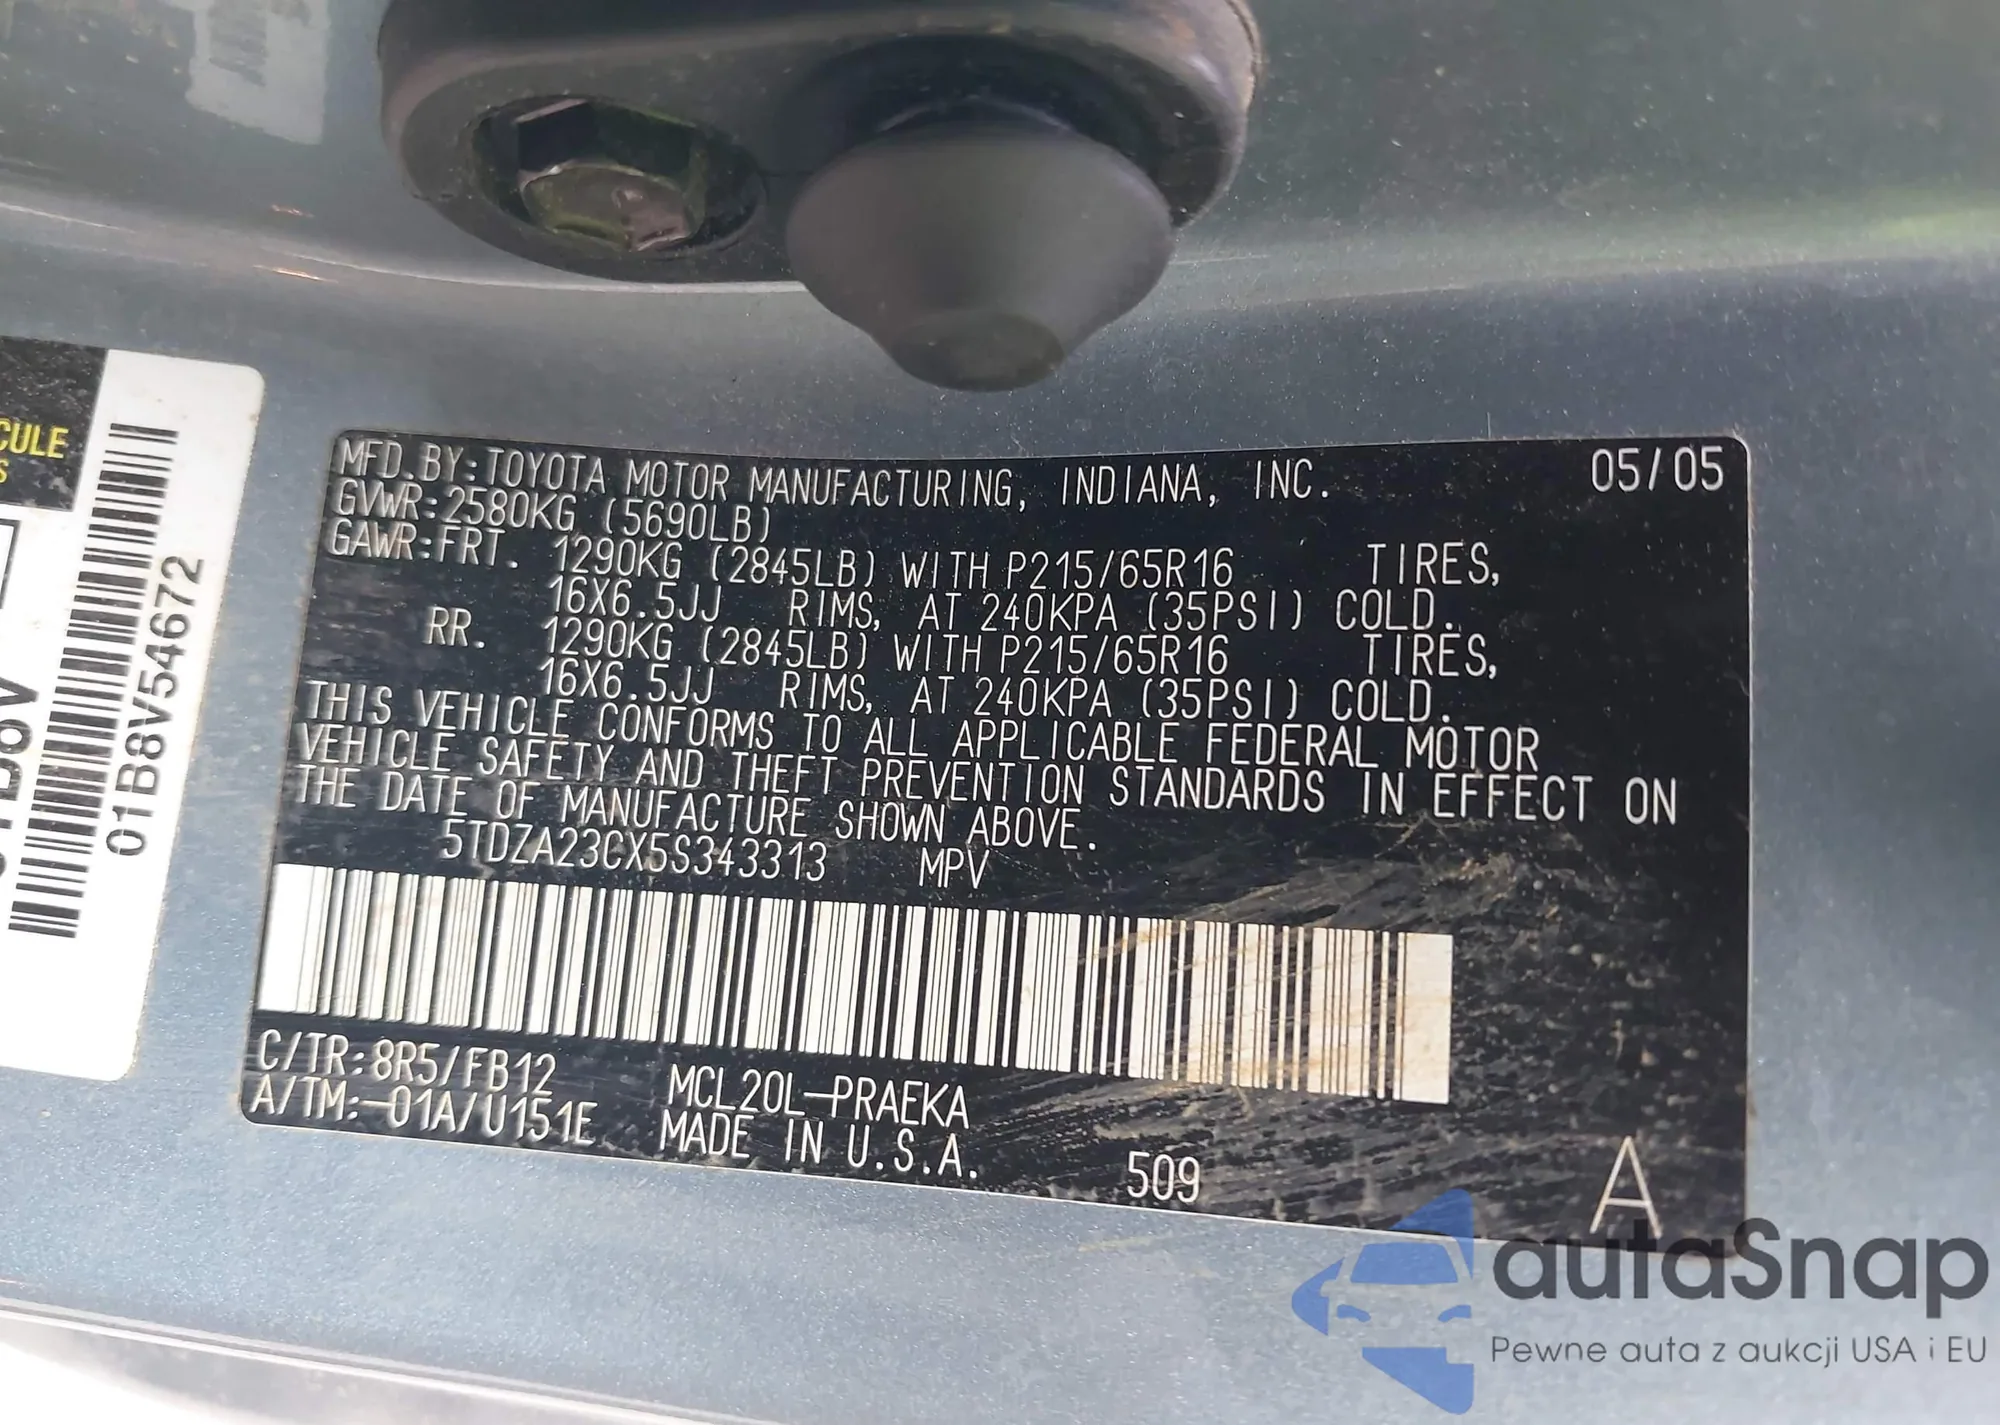 CULE
S
01B8V54672
MFD.BY:TOYOTA MOTOR MANUFACTURING, INDIANA, INC. 05/05
GVWR:2580KG (5690LB)
GAWR:FRT. 1290KG (2845LB) WITH P215/65R16 TIRES,
16X6.5JJ RIMS, AT 240KPA (35PSI) COLD.
RR. 1290KG (2845LB) WITH P215/65R16 TIRES,
16X6.5JJ RIMS, AT 240KPA (35PSI) COLD.
THIS VEHICLE CONFORMS TO ALL APPLICABLE FEDERAL MOTOR
VEHICLE SAFETY AND THEFT PREVENTION STANDARDS IN EFFECT ON
THE DATE OF MANUFACTURE SHOWN ABOVE.
5TDZA23CX5S343313 MPV
C/TR:8R5/FB12 MCL20L-PRAEKA
A/TM:-01A/U151E MADE IN U.S.A.
509 A
autaSnap
Pewne auta z aukcji USA i EU